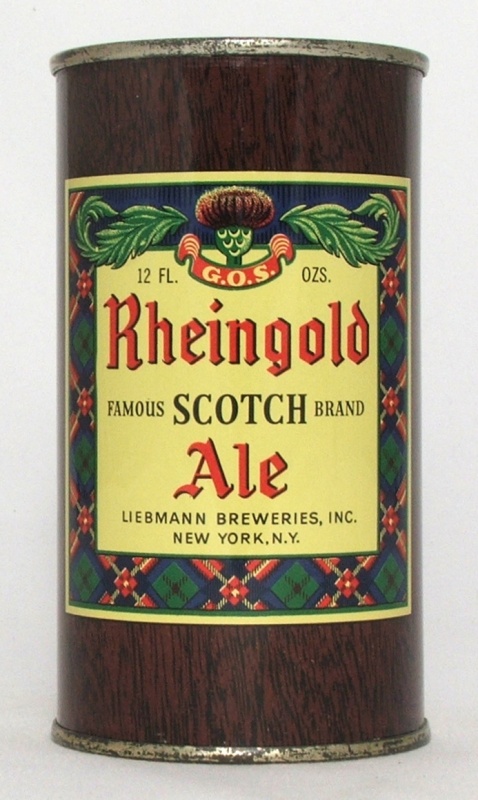 G.O.S.
12 FL. OZS.
Rheingold
FAMOUS SCOTCH BRAND
Ale
LIEBMANN BREWERIES, INC.
NEW YORK, N.Y.